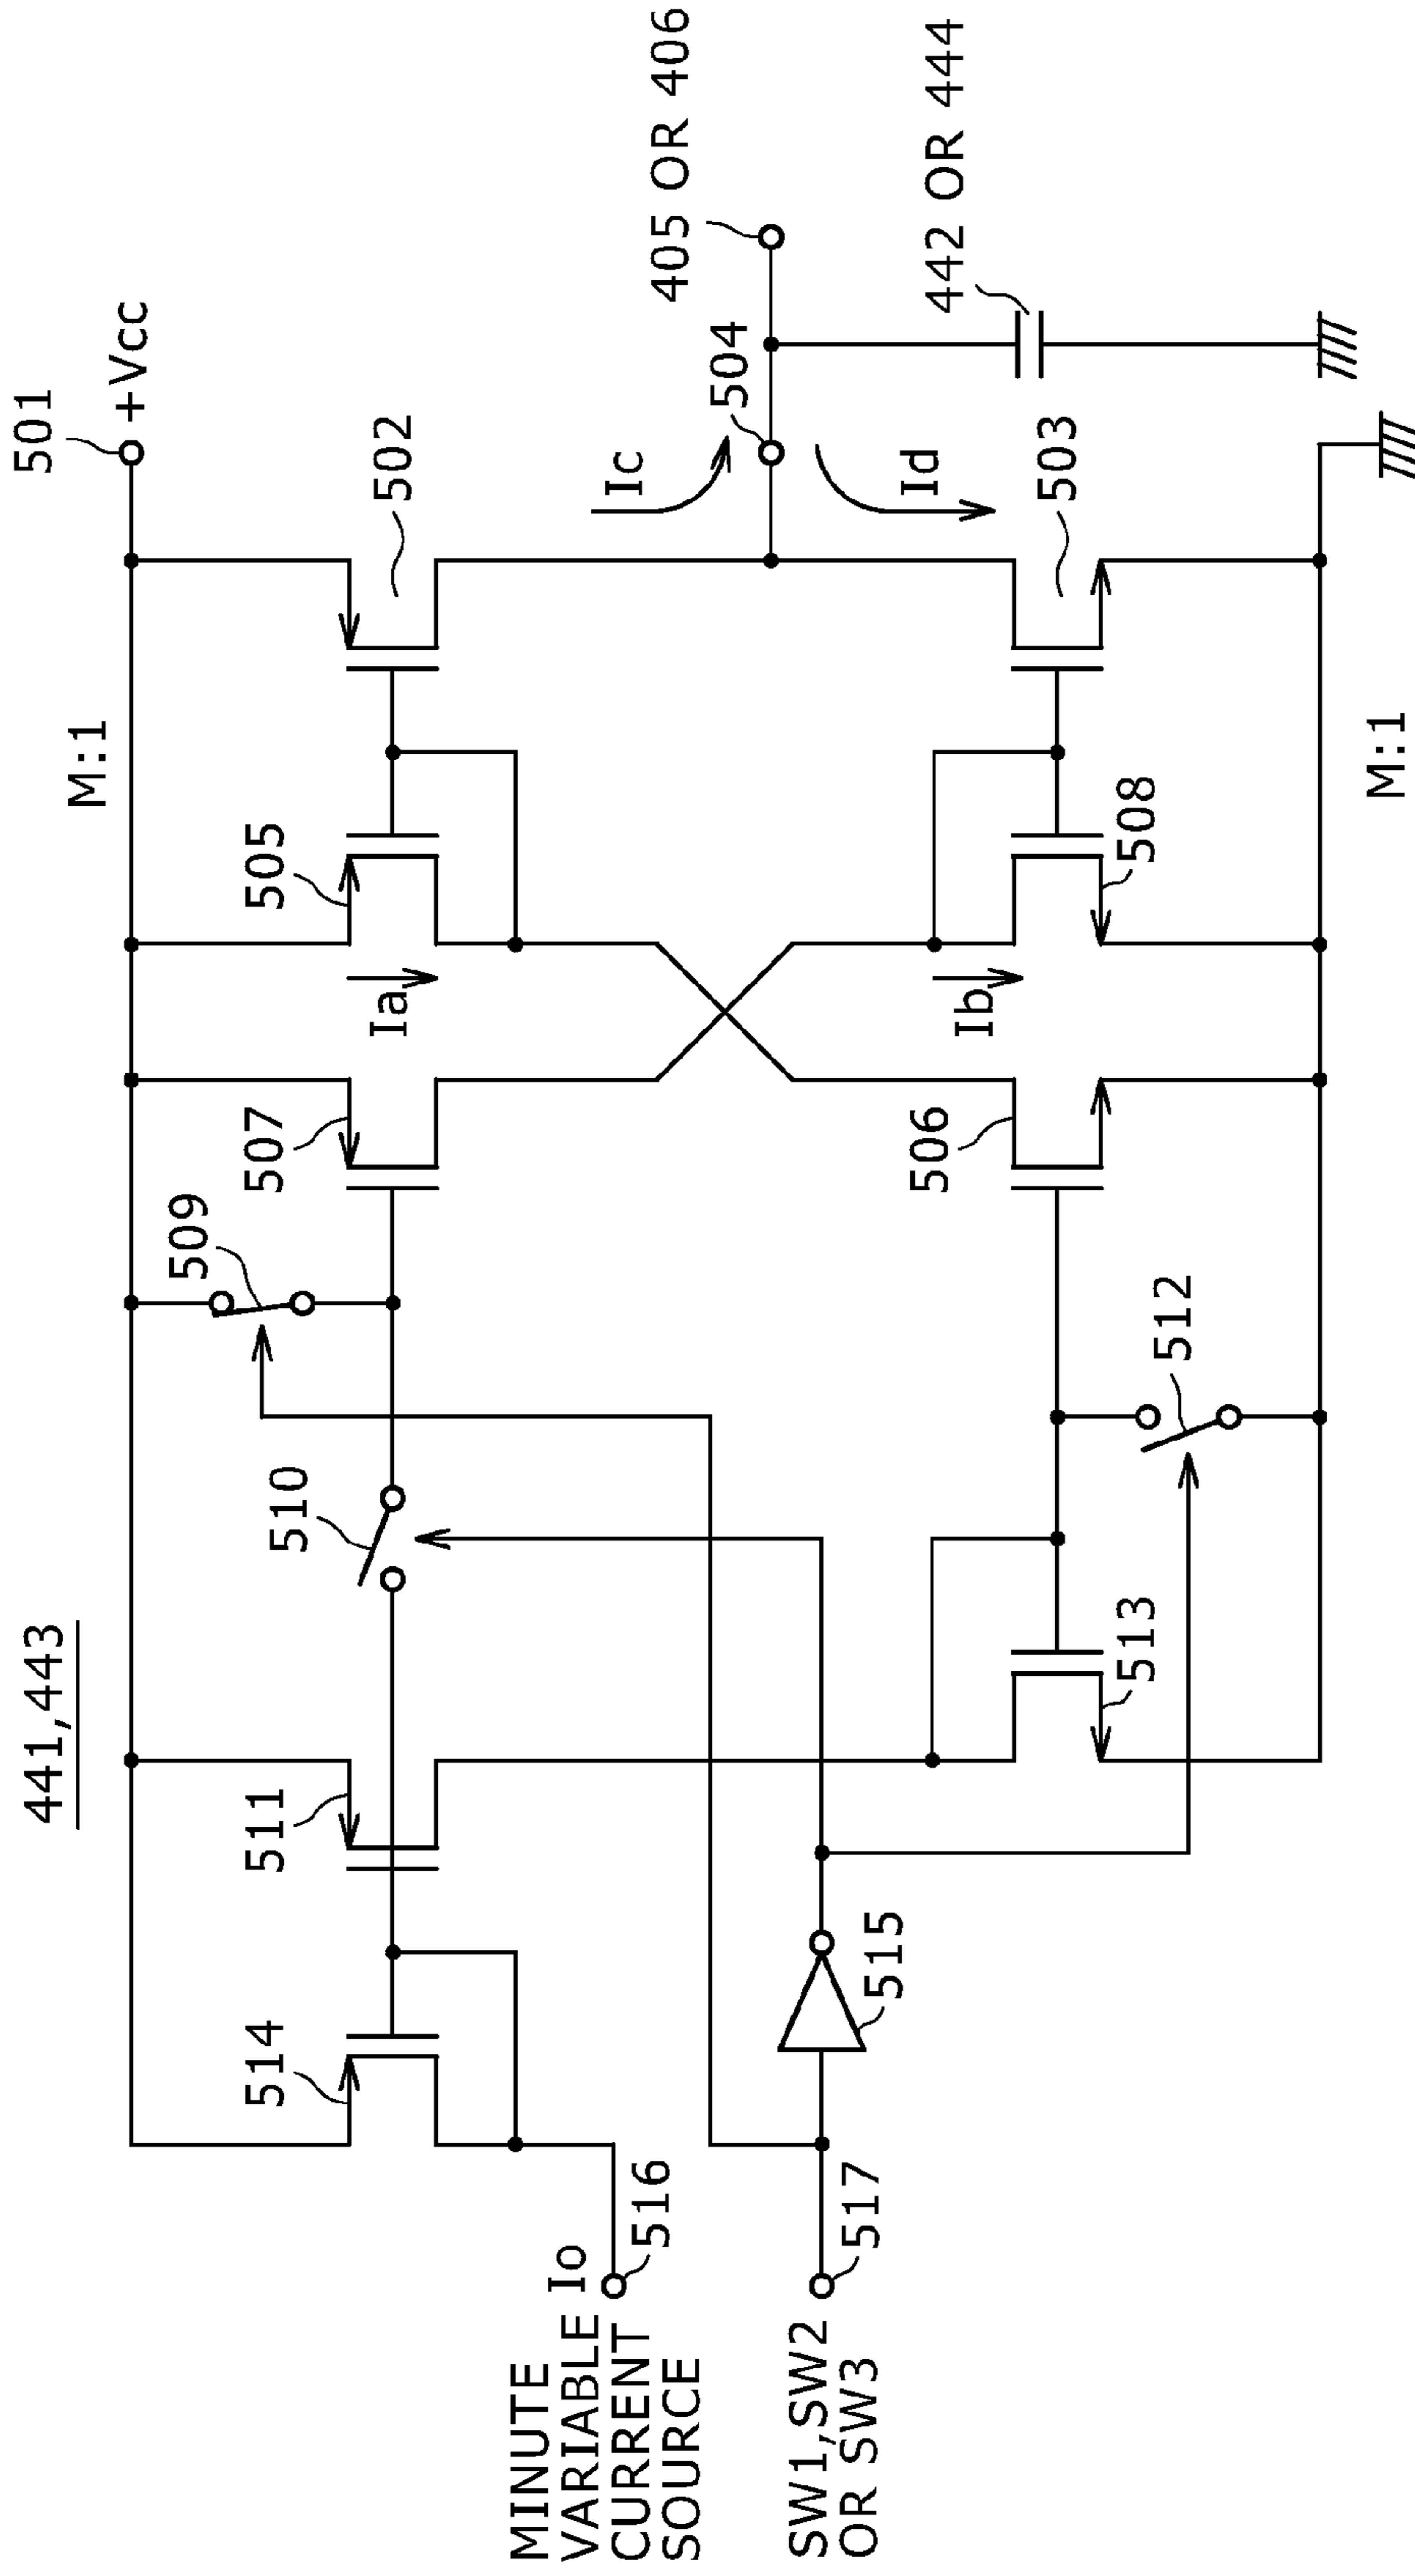 441,443
501
+Vcc
M:1
505
502
507
509
510
511
514
Ia
Ic
504
405 OR 406
442 OR 444
Id
Ib
506
508
503
512
513
515
M:1
MINUTE
VARIABLE Io
CURRENT
SOURCE
516
SW1,SW2
OR SW3
517